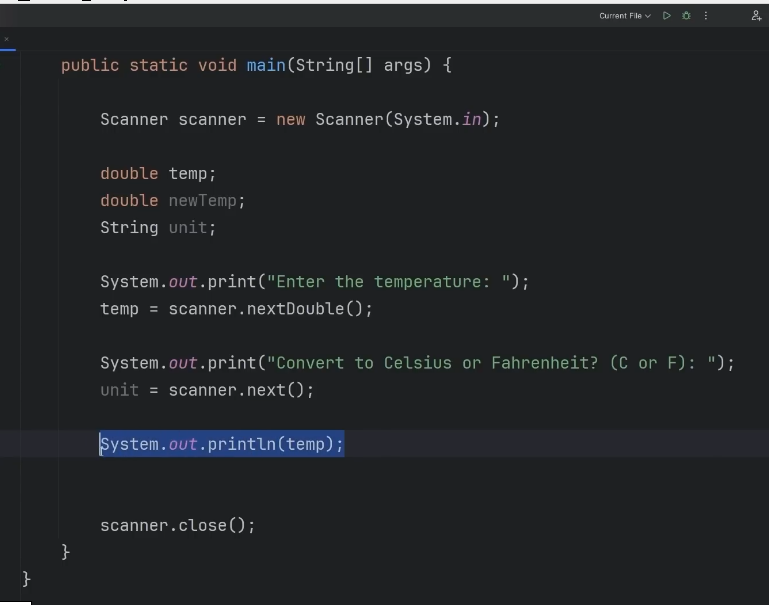 Current File
public static void main(String[] args) {
Scanner scanner = new Scanner(System.in);
double temp;
double newTemp;
String unit;
System.out.print("Enter the temperature: ");
temp = scanner.nextDouble();
System.out.print("Convert to Celsius or Fahrenheit? (C or F): ");
unit = scanner.next();
System.out.println(temp);
scanner.close();
}
}